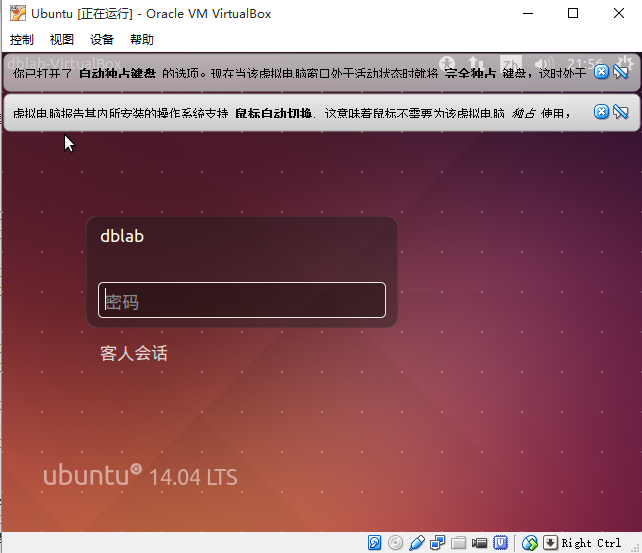 Ubuntu [正在运行] - Oracle VM VirtualBox
控制 视图 设备 帮助
dblab-VirtualBox Zh 21:56
你已打开了 自动独占键盘 的选项。现在当该虚拟电脑窗口处于活动状态时就将 完全独占 键盘，这时处于
虚拟电脑报告其内所安装的操作系统支持 鼠标自动切换. 这意味着鼠标不需要为该虚拟电脑 独占 使用，
dblab
密码
客人会话
ubuntu 14.04 LTS
Right Ctrl